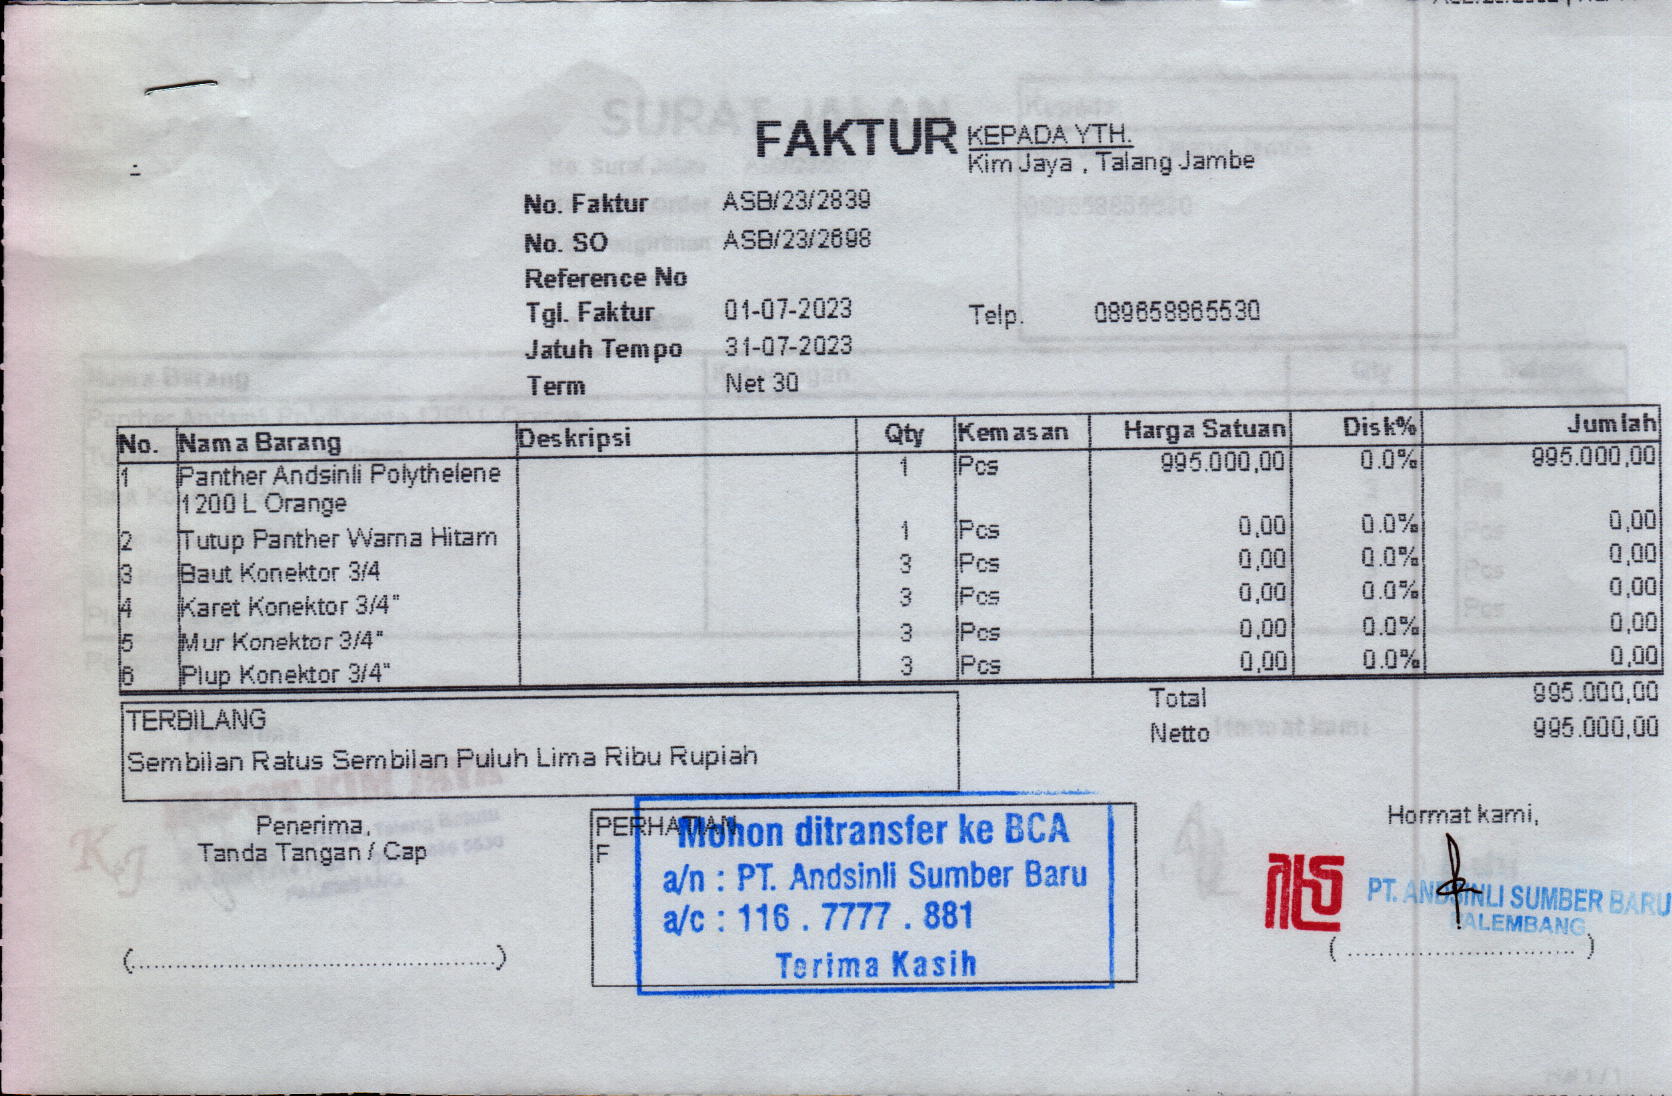 FAKTUR
KEPADA YTH.
Kim Jaya , Talang Jambe
No. Faktur ASB/23/2839
No. SO ASB/23/2698
Reference No
Tgl. Faktur 01-07-2023
Telp. 089658865530
Jatuh Tempo 31-07-2023
Term Net 30
No. Nama Barang Deskripsi Qty Kemasan Harga Satuan Disk% Jumlah
1 Panther Andsinli Polythelene 1 Pcs 995.000,00 0.0% 995.000,00
1200 L Orange
2 Tutup Panther Warna Hitam 1 Pcs 0,00 0.0% 0,00
3 Baut Konektor 3/4 3 Pcs 0,00 0.0% 0,00
4 Karet Konektor 3/4" 3 Pcs 0,00 0.0% 0,00
5 Mur Konektor 3/4" 3 Pcs 0,00 0.0% 0,00
6 Plup Konektor 3/4" 3 Pcs 0,00 0.0% 0,00
Total 995.000,00
Netto 995.000,00
TERBILANG
Sembilan Ratus Sembilan Puluh Lima Ribu Rupiah
Penerima,
Tanda Tangan / Cap
(................................................)
PERHATIAN
F
Mohon ditransfer ke BCA
a/n : PT. Andsinli Sumber Baru
a/c : 116 . 7777 . 881
Terima Kasih
Hormat kami,
PT. ANDSINLI SUMBER BARU
PALEMBANG
(..............................)